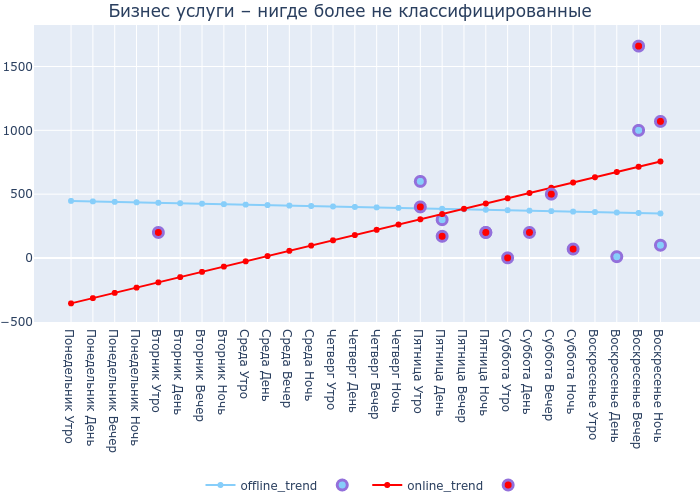 Бизнес услуги – нигде более не классифицированные
1500
1000
500
0
−500
Понедельник Утро
Понедельник День
Понедельник Вечер
Понедельник Ночь
Вторник Утро
Вторник День
Вторник Вечер
Вторник Ночь
Среда Утро
Среда День
Среда Вечер
Среда Ночь
Четверг Утро
Четверг День
Четверг Вечер
Четверг Ночь
Пятница Утро
Пятница День
Пятница Вечер
Пятница Ночь
Суббота Утро
Суббота День
Суббота Вечер
Суббота Ночь
Воскресенье Утро
Воскресенье День
Воскресенье Вечер
Воскресенье Ночь
offline_trend
online_trend